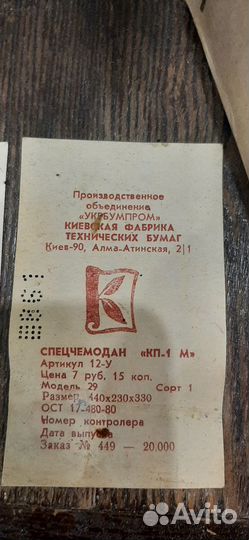 Производственное
объединение
«УКРБУМПРОМ»
КИЕВСКАЯ ФАБРИКА
ТЕХНИЧЕСКИХ БУМАГ
Киев-90, Алма-Атинская, 2|1
СПЕЦЧЕМОДАН «КП-1 М»
Артикул 12-У
Цена 7 руб. 15 коп.
Модель 29 Сорт 1
Размер 440х230х330
ОСТ 17-480-80
Номер контролера
Дата выпуска
Заказ № 449 — 20,000
Avito